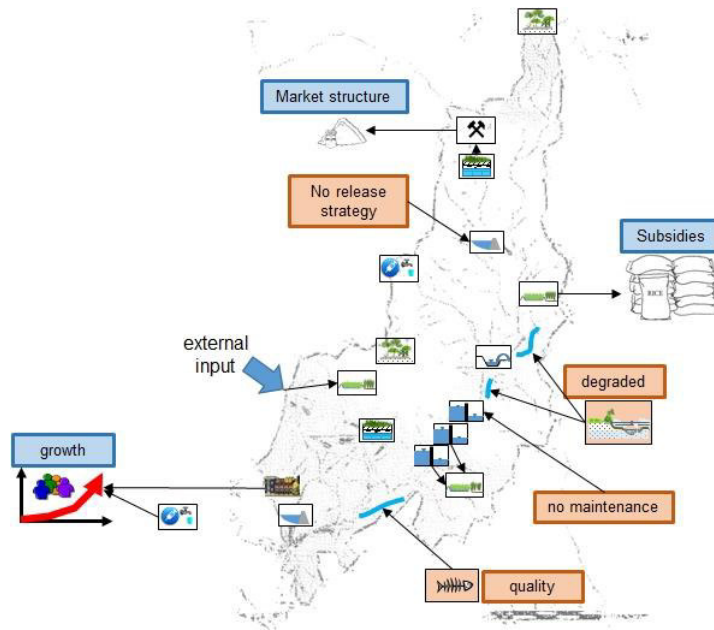 Market structure
No release
strategy
Subsidies
RICE
external
input
degraded
growth
no maintenance
quality